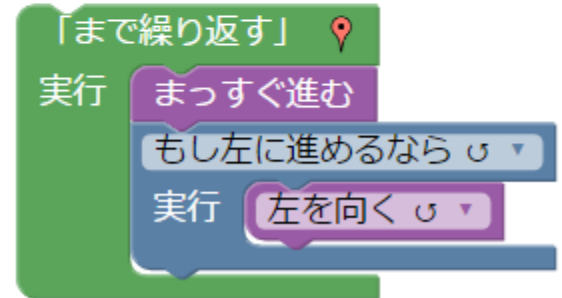 「まで繰り返す」
実行 まっすぐ進む
もし左に進めるなら ↺ ▼
実行 左を向く ↺ ▼